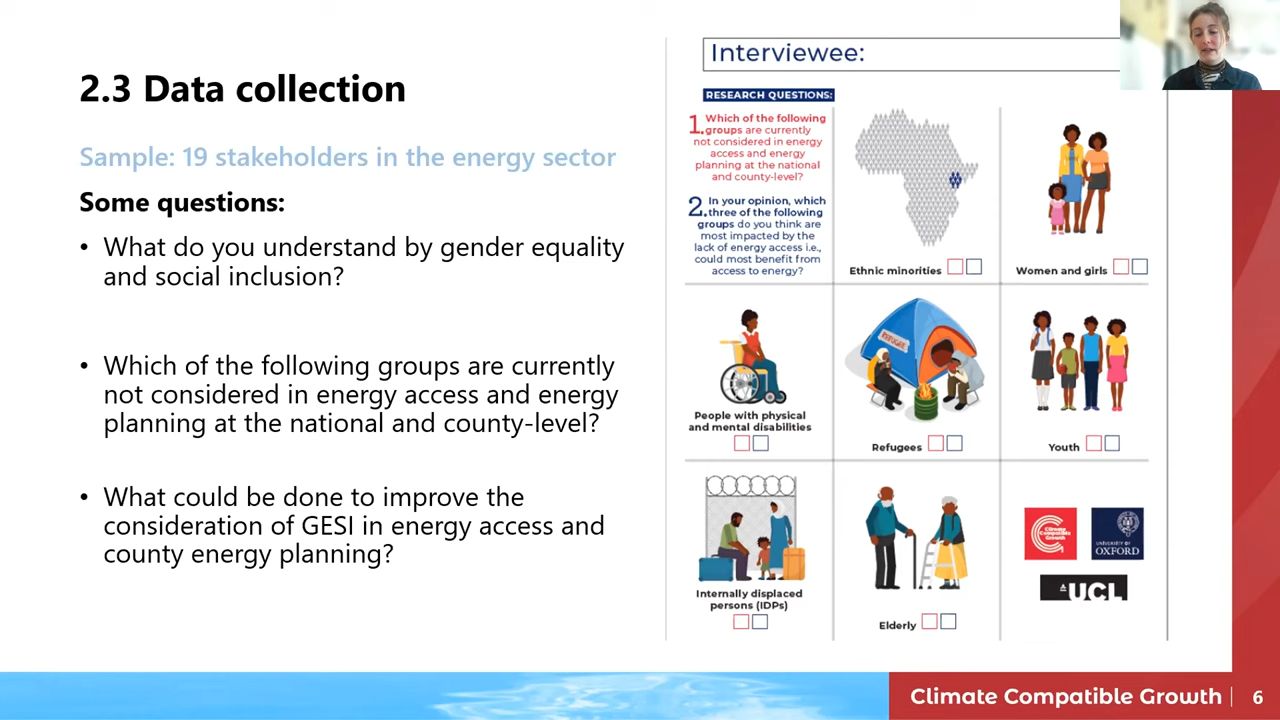 2.3 Data collection
Sample: 19 stakeholders in the energy sector
Some questions:
• What do you understand by gender equality
and social inclusion?
• Which of the following groups are currently
not considered in energy access and energy
planning at the national and county-level?
• What could be done to improve the
consideration of GESI in energy access and
county energy planning?
Interviewee:
RESEARCH QUESTIONS:
1. Which of the following
groups are currently
not considered in energy
access and energy
planning at the national
and county-level?
2. In your opinion, which
three of the following
groups do you think are
most impacted by the
lack of energy access i.e.,
could most benefit from
access to energy?
Ethnic minorities
Women and girls
People with physical
and mental disabilities
REFUGEE
Refugees
Youth
Internally displaced
persons (IDPs)
Elderly
Climate
Compatible
Growth
UNIVERSITY OF
OXFORD
UCL
Climate Compatible Growth
6